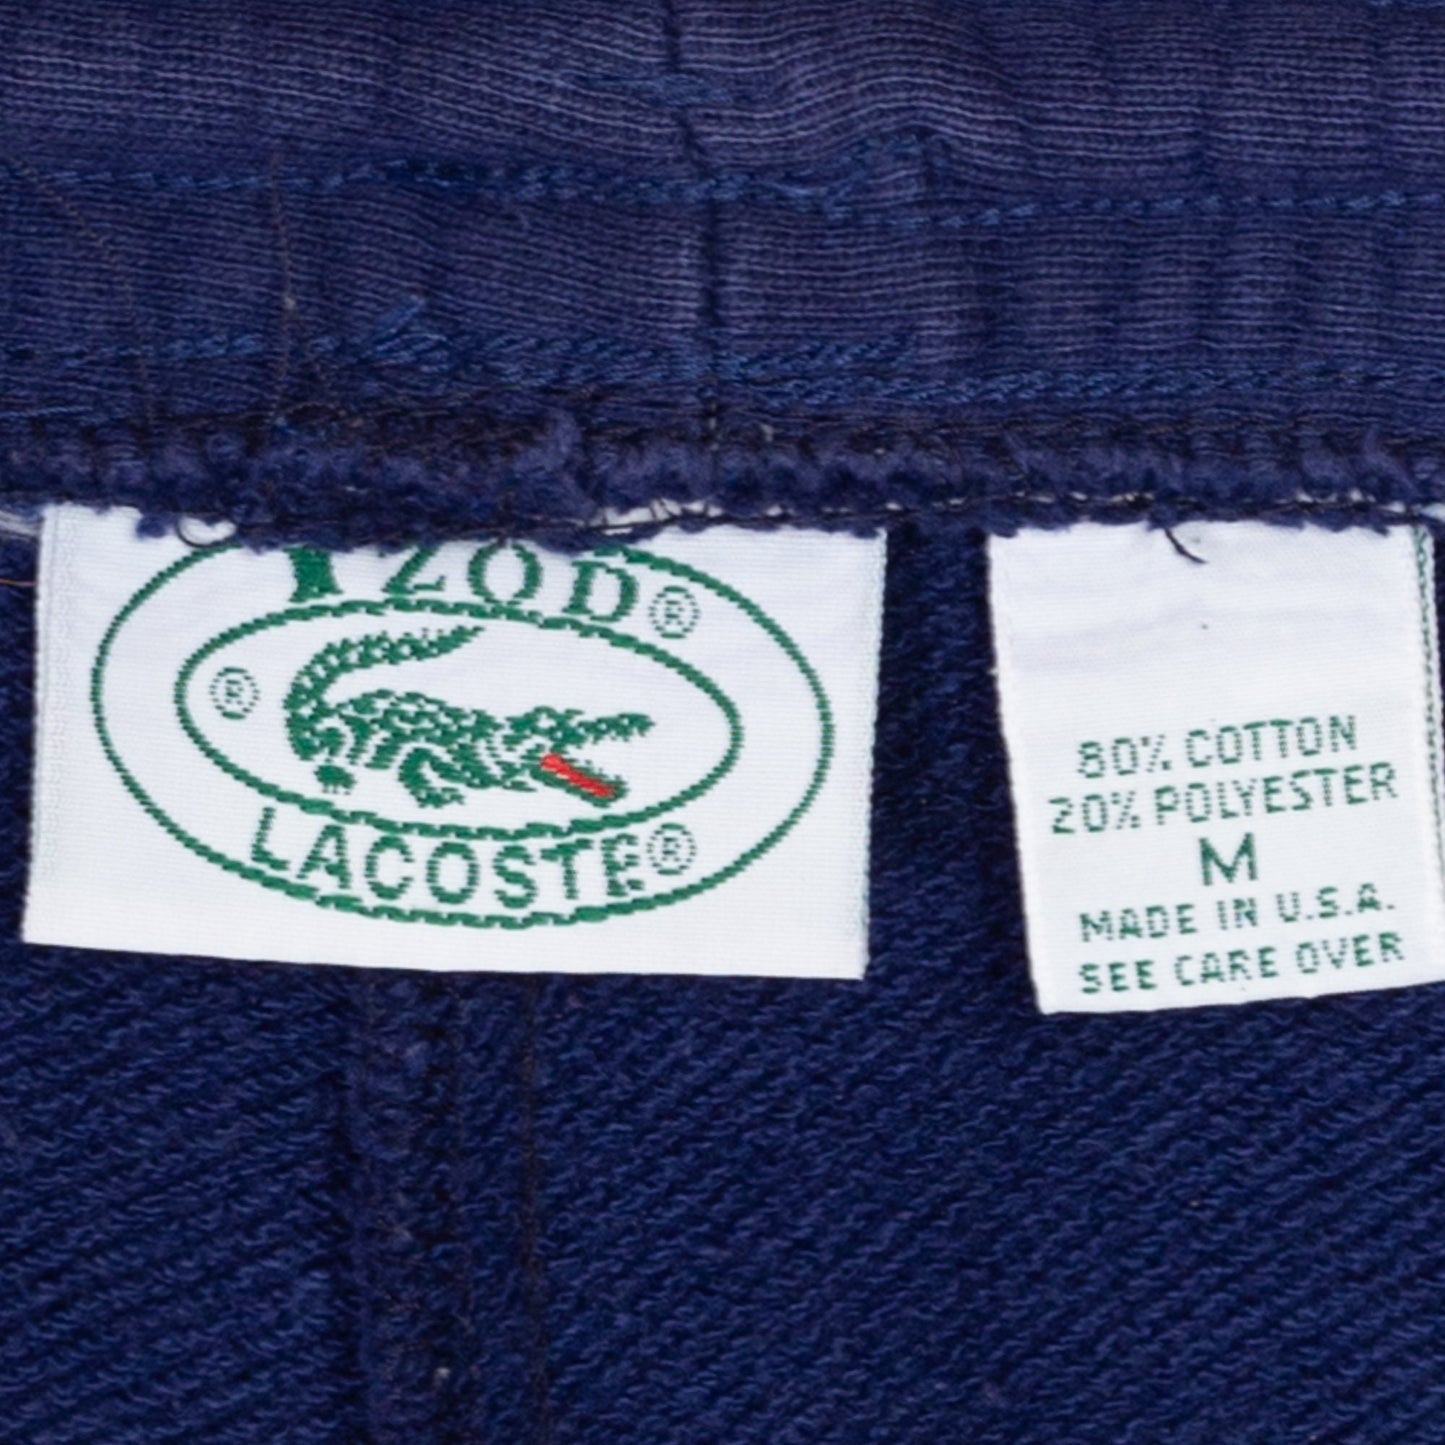 IZOD®
®
LACOSTE®
80% COTTON
20% POLYESTER
M
MADE IN U.S.A.
SEE CARE OVER